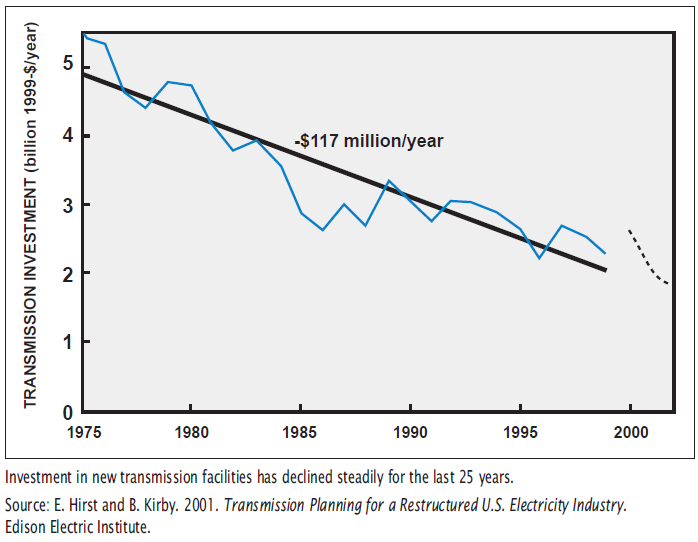 TRANSMISSION INVESTMENT (billion 1999-$/year)
5
4
3
2
1
0
-$117 million/year
1975 1980 1985 1990 1995 2000
Investment in new transmission facilities has declined steadily for the last 25 years.
Source: E. Hirst and B. Kirby. 2001. Transmission Planning for a Restructured U.S. Electricity Industry.
Edison Electric Institute.